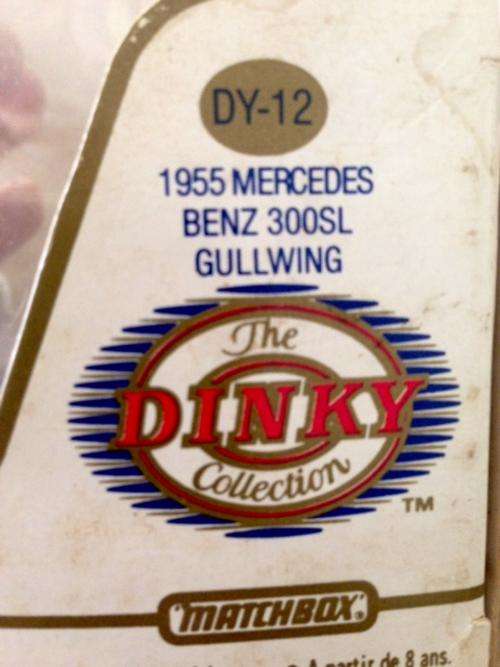 DY-12
1955 MERCEDES
BENZ 300SL
GULLWING
The
DINKY
Collection
TM
"MATCHBOX"®
A partir de 8 ans.